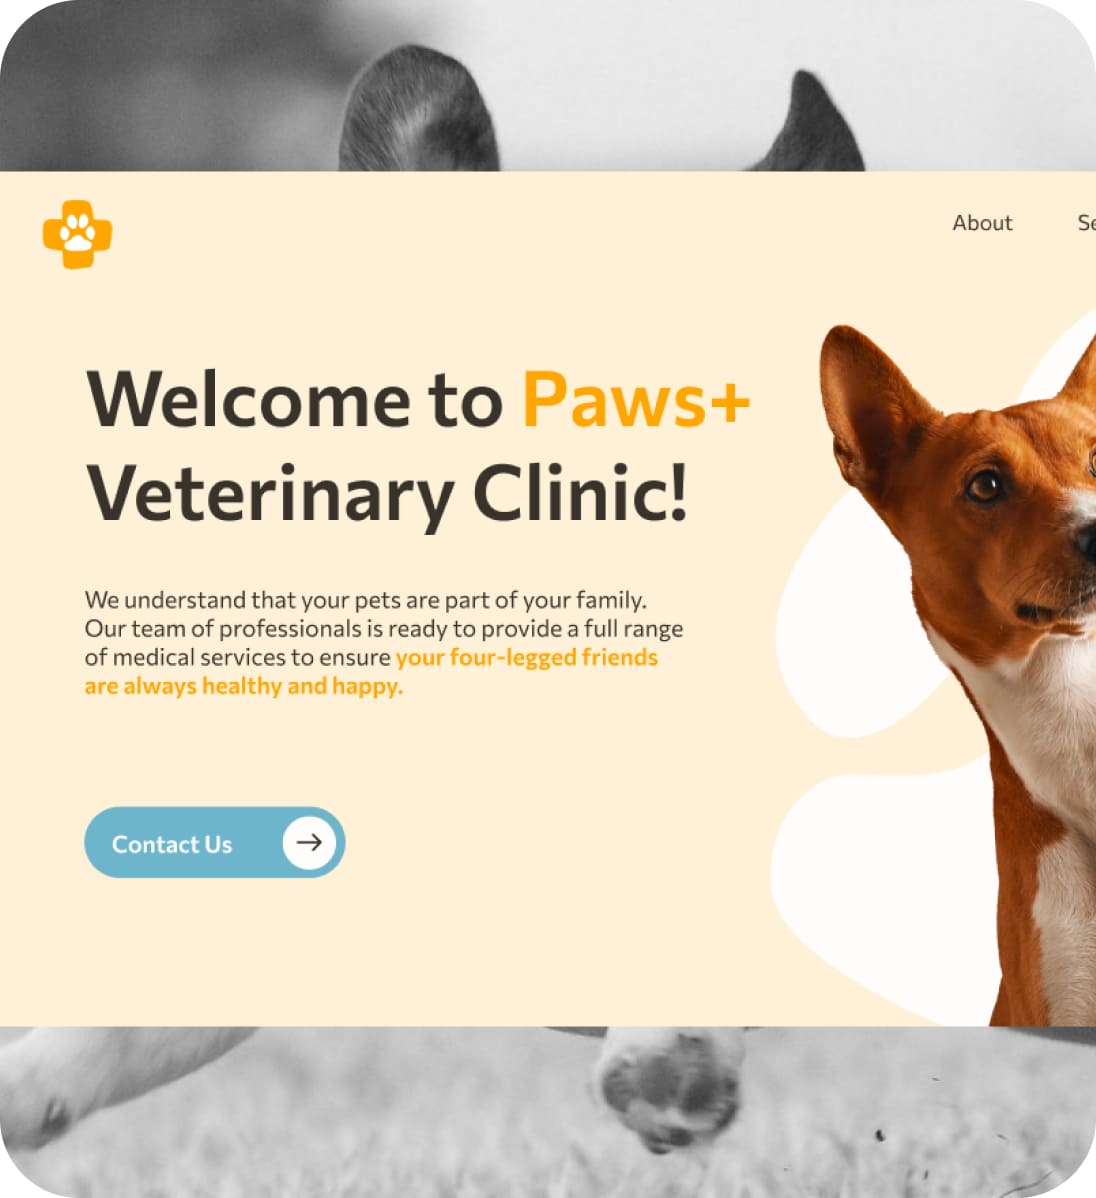 About
Welcome to Paws+
Veterinary Clinic!
We understand that your pets are part of your family.
Our team of professionals is ready to provide a full range
of medical services to ensure your four-legged friends
are always healthy and happy.
Contact Us